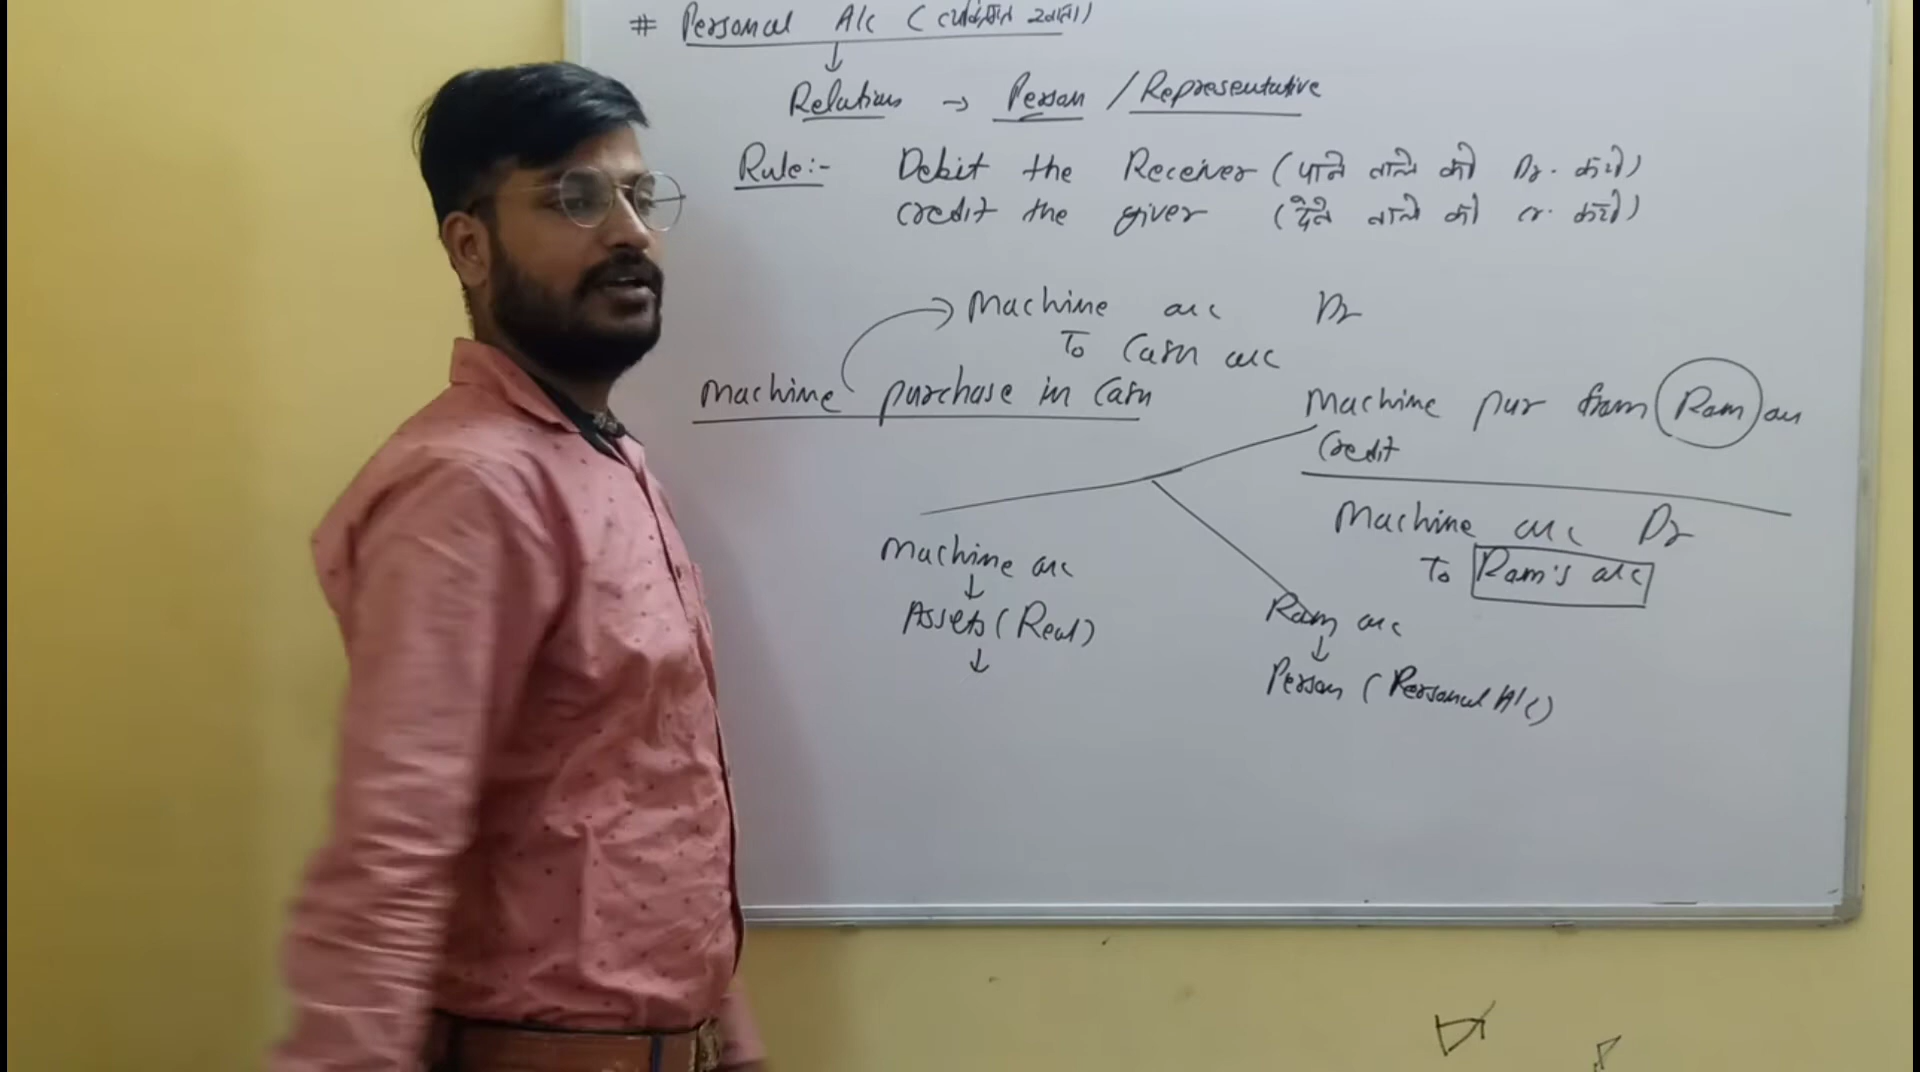 # Personal A/c (व्यक्तिगत खाता)
Relation → Person / Representative
Rule:- Debit the Receiver (पाने वाले को Dr. करो)
credit the giver (देने वाले को cr. करो)
Machine a/c Dr
To Cash a/c
Machine purchase in Cash
Machine pur from Ram on
Credit
Machine a/c Dr
To Ram's a/c
Machine a/c
Assets (Real)
Ram a/c
Person (Personal A/c)